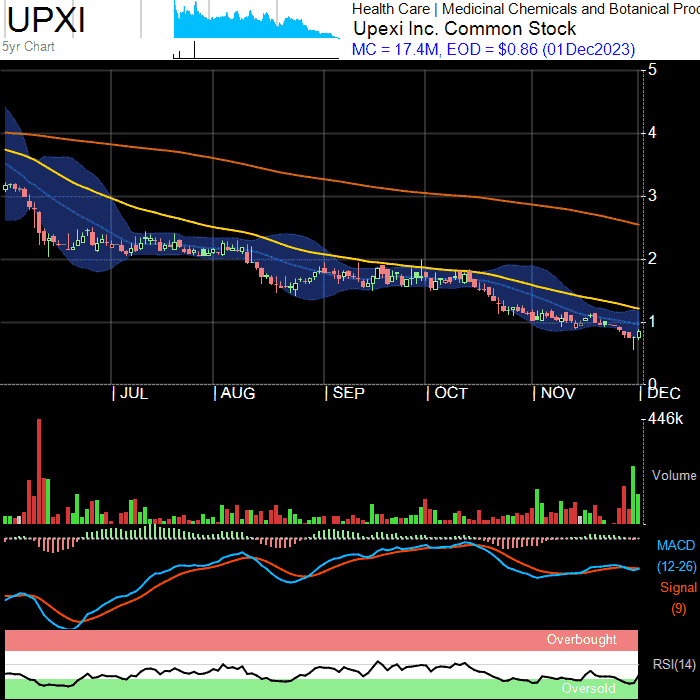 UPXI
5yr Chart
Health Care | Medicinal Chemicals and Botanical Proc
Upexi Inc. Common Stock
MC = 17.4M, EOD = $0.86 (01Dec2023)
5
4
3
2
1
0
JUL
AUG
SEP
OCT
NOV
DEC
446k
Volume
MACD
(12-26)
Signal
(9)
Overbought
RSI(14)
Oversold